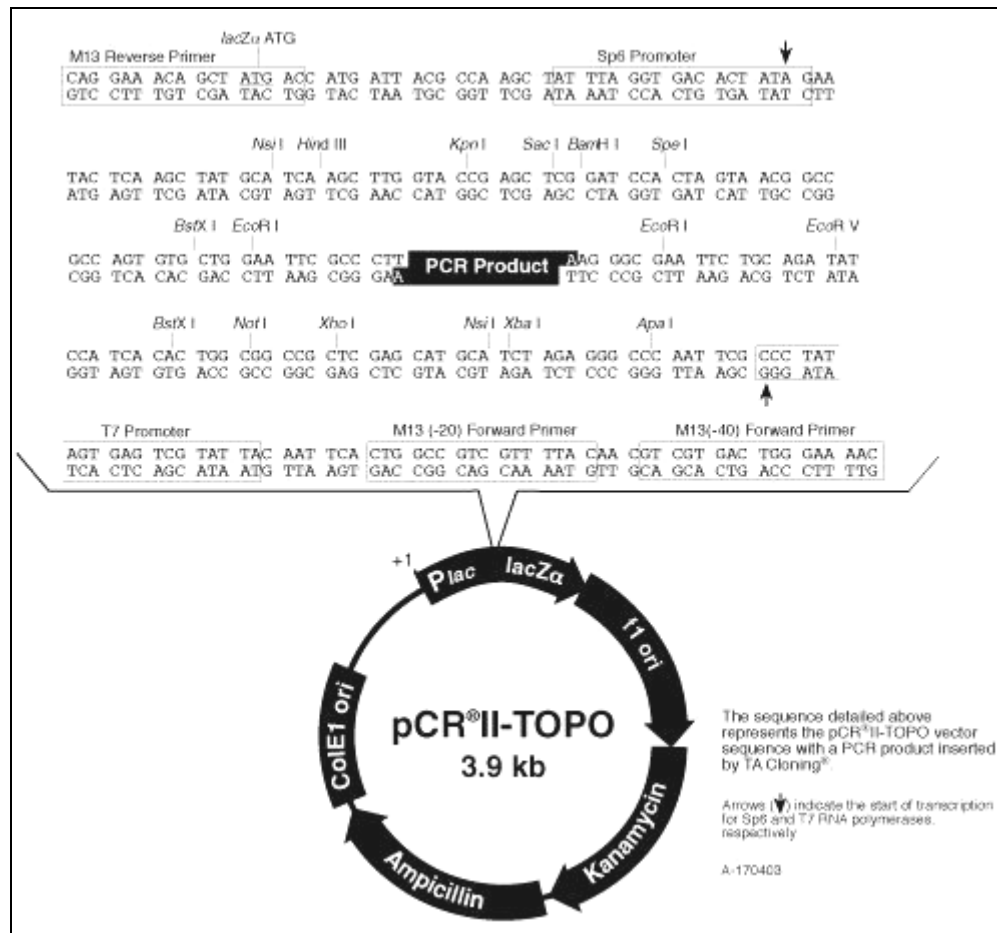 lacZα ATG
M13 Reverse Primer Sp6 Promoter
CAG GAA ACA GCT ATG ACC ATG ATT ACG CCA AGC TAT TTA GGT GAC ACT ATA GAA
GTC CTT TGT CGA TAC TGG TAC TAA TGC GGT TCG ATA AAT CCA CTG TGA TAT CTT
Nsi I Hind III Kpn I Sac I BamH I Spe I
TAC TCA AGC TAT GCA TCA AGC TTG GTA CCG AGC TCG GAT CCA CTA GTA ACG GCC
ATG AGT TCG ATA CGT AGT TCG AAC CAT GGC TCG AGC CTA GGT GAT CAT TGC CGG
BstX I EcoR I EcoR I EcoR V
GCC AGT GTG CTG GAA TTC GCC CTT PCR Product AAG GGC GAA TTC TGC AGA TAT
CGG TCA CAC GAC CTT AAG CGG GAA TTC CCG CTT AAG ACG TCT ATA
BstX I Not I Xho I Nsi I Xba I Apa I
CCA TCA CAC TGG CGG CCG CTC GAG CAT GCA TCT AGA GGG CCC AAT TCG CCC TAT
GGT AGT GTG ACC GCC GGC GAG CTC GTA CGT AGA TCT CCC GGG TTA AGC GGG ATA
T7 Promoter M13 (-20) Forward Primer M13(-40) Forward Primer
AGT GAG TCG TAT TAC AAT TCA CTG GCC GTC GTT TTA CAA CGT CGT GAC TGG GAA AAC
TCA CTC AGC ATA ATG TTA AGT GAC CGG CAG CAA AAT GTT GCA GCA CTG ACC CTT TTG
+1
Plac lacZα
f1 ori
Kanamycin
Ampicillin
ColE1 ori
pCR®II-TOPO
3.9 kb
The sequence detailed above
represents the pCR®II-TOPO vector
sequence with a PCR product inserted
by TA Cloning®.
Arrows ( ) indicate the start of transcription
for Sp6 and T7 RNA polymerases,
respectively
A-170403